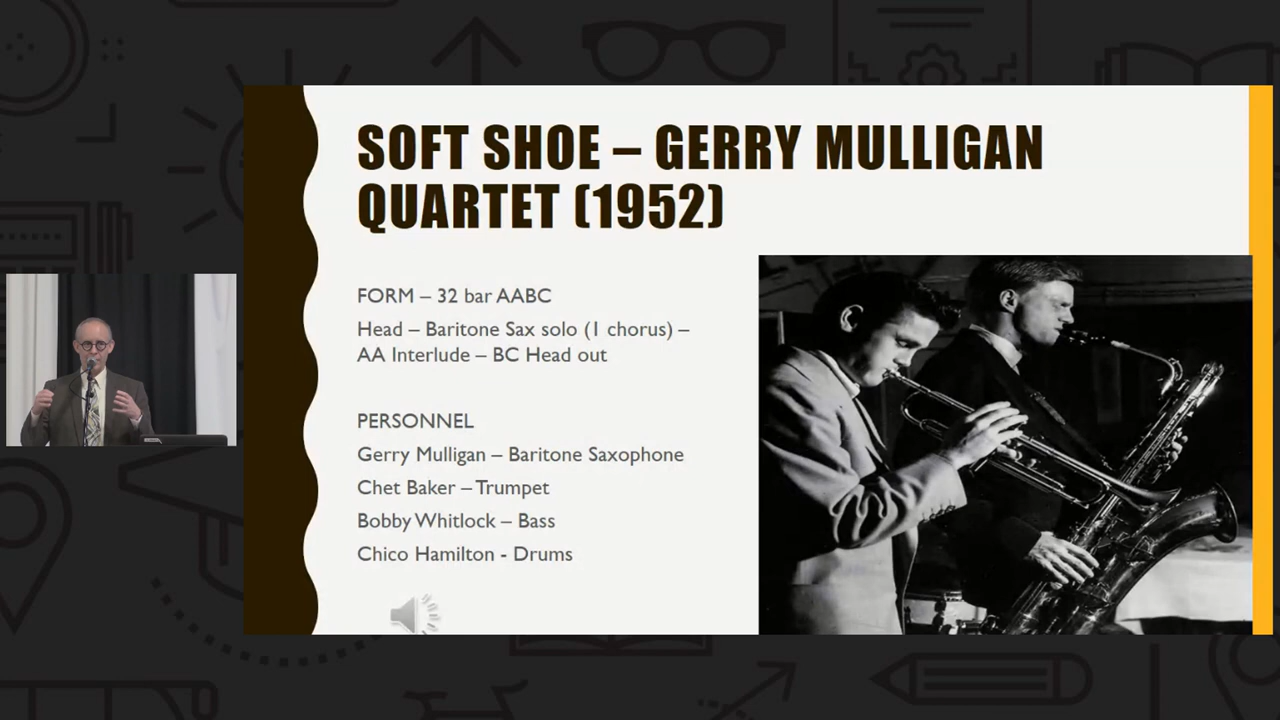 SOFT SHOE – GERRY MULLIGAN
QUARTET (1952)
FORM – 32 bar AABC
Head – Baritone Sax solo (1 chorus) –
AA Interlude – BC Head out
PERSONNEL
Gerry Mulligan – Baritone Saxophone
Chet Baker – Trumpet
Bobby Whitlock – Bass
Chico Hamilton - Drums